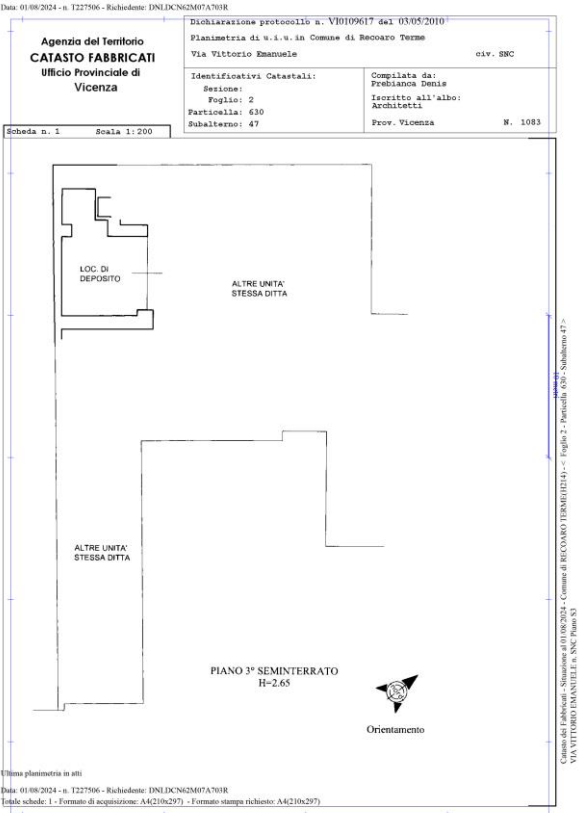 Data: 01/08/2024 - n. T227506 - Richiedente: DNLDCN62M07A703R
Agenzia del Territorio
CATASTO FABBRICATI
Ufficio Provinciale di
Vicenza
Dichiarazione protocollo n. VI0109617 del 03/05/2010
Planimetria di u.i.u. in Comune di Recoaro Terme
Via Vittorio Emanuele civ. SNC
Identificativi Catastali:
Sezione:
Foglio: 2
Particella: 630
Subalterno: 47
Compilata da:
Prebianca Denis
Iscritto all'albo:
Architetti
Prov. Vicenza N. 1083
Scheda n. 1 Scala 1:200
LOC. DI
DEPOSITO
ALTRE UNITA'
STESSA DITTA
ALTRE UNITA'
STESSA DITTA
PIANO 3° SEMINTERRATO
H=2.65
Orientamento
Ultima planimetria in atti
Data: 01/08/2024 - n. T227506 - Richiedente: DNLDCN62M07A703R
Totale schede: 1 - Formato di acquisizione: A4(210x297) - Formato stampa richiesto: A4(210x297)
Catasto dei Fabbricati - Situazione al 01/08/2024 - Comune di RECOARO TERME(H214) - < Foglio 2 - Particella 630 - Subalterno 47 >
VIA VITTORIO EMANUELE n. SNC Piano S3